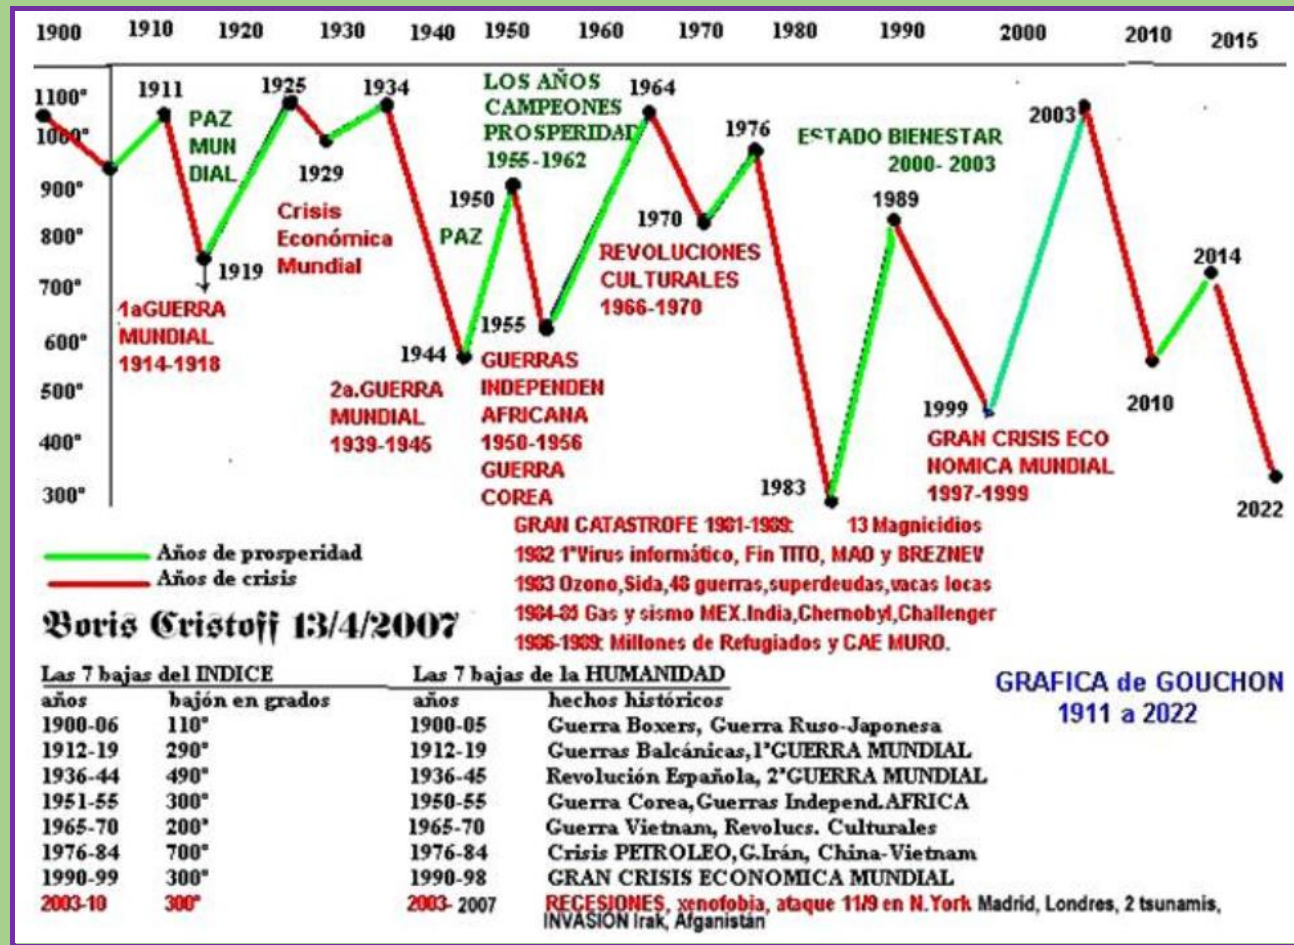 1900 1910 1920 1930 1940 1950 1960 1970 1980 1990 2000 2010 2015
1100°
1000°
900°
800°
700°
600°
500°
400°
300°
1911
PAZ
MUN
DIAL
1919
1aGUERRA
MUNDIAL
1914-1918
1925
1929
Crisis
Económica
Mundial
1934
1944
2a.GUERRA
MUNDIAL
1939-1945
LOS AÑOS
CAMPEONES
PROSPERIDAD
1955-1962
1950
PAZ
1955
GUERRAS
INDEPENDEN
AFRICANA
1950-1956
GUERRA
COREA
1964
1970
REVOLUCIONES
CULTURALES
1966-1970
1976
ESTADO BIENESTAR
2000- 2003
1983
1989
1999
GRAN CRISIS ECO
NOMICA MUNDIAL
1997-1999
2003
2010
2014
2022
GRAN CATASTROFE 1981-1989: 13 Magnicidios
1982 1°Virus informático, Fin TITO, MAO y BREZNEV
1983 Ozono,Sida,48 guerras,superdeudas,vacas locas
1984-85 Gas y sismo MEX.India,Chernobyl,Challenger
1986-1989: Millones de Refugiados y CAE MURO.
Años de prosperidad
Años de crisis
Boris Cristoff 13/4/2007
GRAFICA de GOUCHON
1911 a 2022
Las 7 bajas del INDICE Las 7 bajas de la HUMANIDAD
años bajón en grados años hechos históricos
1900-06 110° 1900-05 Guerra Boxers, Guerra Ruso-Japonesa
1912-19 290° 1912-19 Guerras Balcánicas,1ªGUERRA MUNDIAL
1936-44 490° 1936-45 Revolución Española, 2ªGUERRA MUNDIAL
1951-55 300° 1950-55 Guerra Corea,Guerras Independ.AFRICA
1965-70 200° 1965-70 Guerra Vietnam, Revolucs. Culturales
1976-84 700° 1976-84 Crisis PETROLEO,G.Irán, China-Vietnam
1990-99 300° 1990-98 GRAN CRISIS ECONOMICA MUNDIAL
2003-10 300° 2003- 2007 RECESIONES, xenofobia, ataque 11/9 en N.York Madrid, Londres, 2 tsunamis,
INVASIÓN Irak, Afganistán